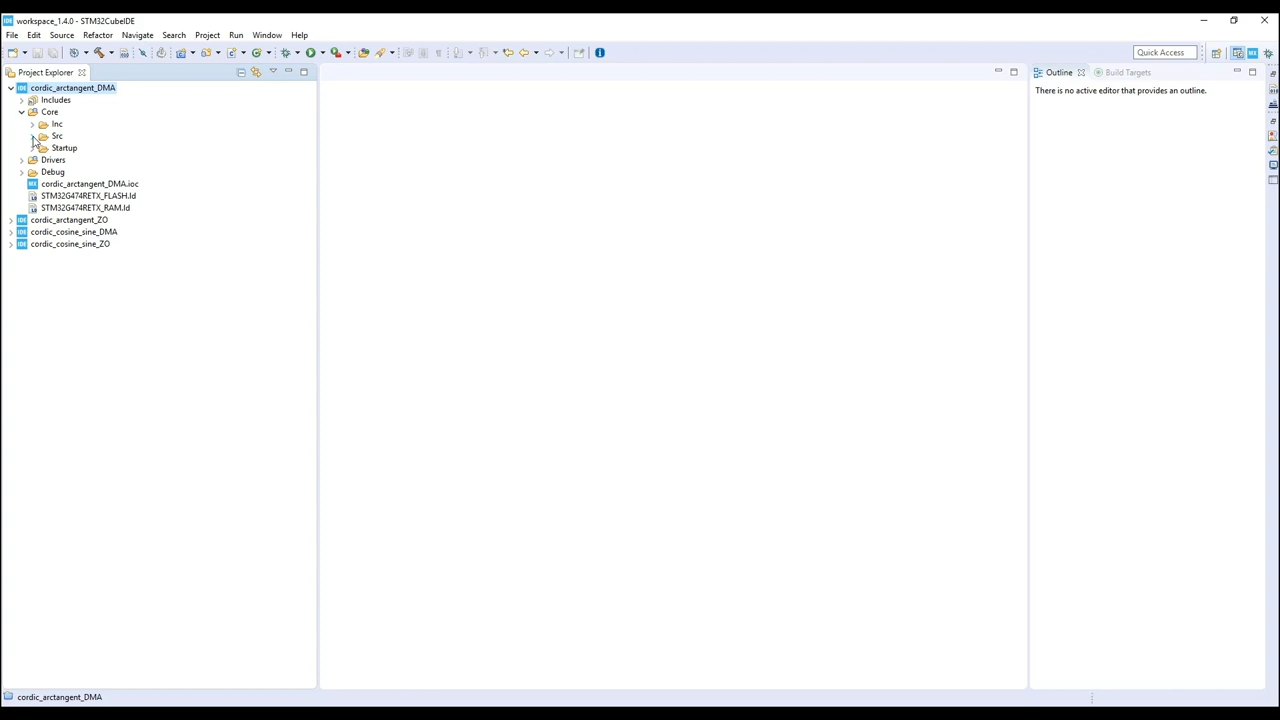 workspace_1.4.0 - STM32CubeIDE
File Edit Source Refactor Navigate Search Project Run Window Help
Quick Access
Project Explorer
cordic_arctangent_DMA
Includes
Core
Inc
Src
Startup
Drivers
Debug
cordic_arctangent_DMA.ioc
STM32G474RETX_FLASH.ld
STM32G474RETX_RAM.ld
cordic_arctangent_ZO
cordic_cosine_sine_DMA
cordic_cosine_sine_ZO
Outline Build Targets
There is no active editor that provides an outline.
cordic_arctangent_DMA